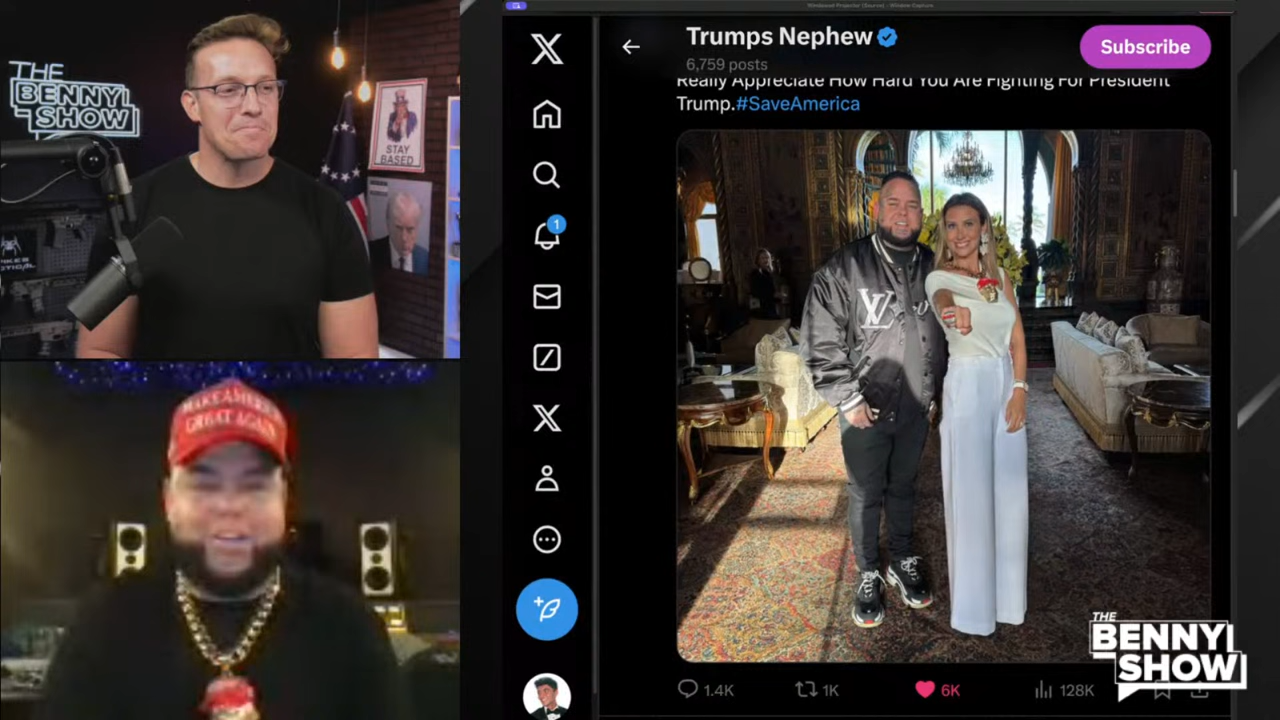 THE
BENNY
SHOW
STAY
BASED
MAKE AMERICA
GREAT AGAIN
X
Trumps Nephew
6,759 posts
Subscribe
Really Appreciate How Hard You Are Fighting For President
Trump.#SaveAmerica
1
X
LV
1.4K
1K
6K
128K
THE
BENNY
SHOW